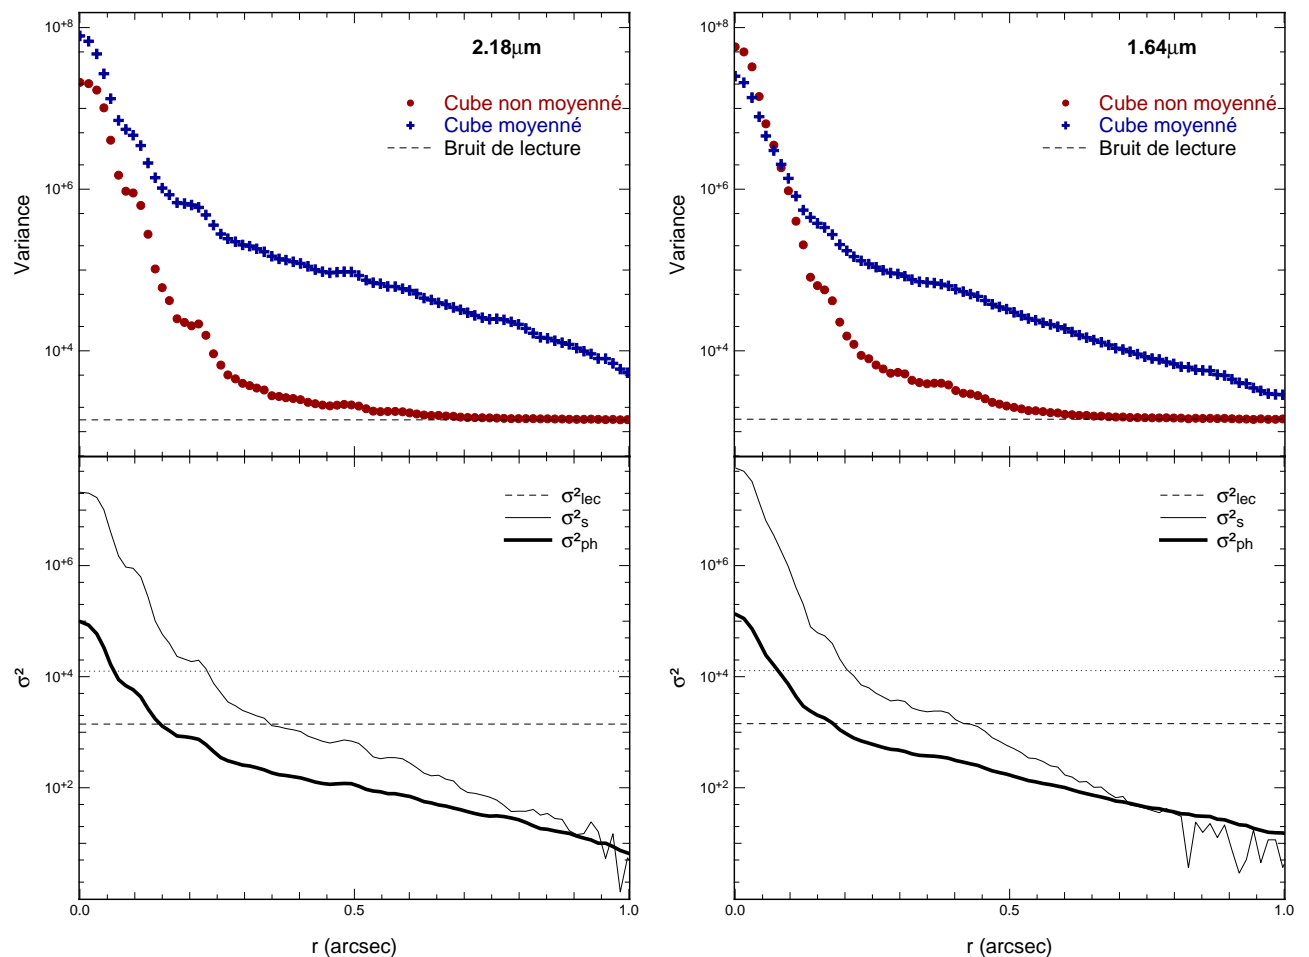 2.18μm
Cube non moyenné
Cube moyenné
Bruit de lecture
Variance
10+8
10+6
10+4
σ²lec
σ²s
σ²ph
σ²
10+6
10+4
10+2
0.0 0.5 1.0
r (arcsec)
1.64μm
Cube non moyenné
Cube moyenné
Bruit de lecture
Variance
10+8
10+6
10+4
σ²lec
σ²s
σ²ph
σ²
10+6
10+4
10+2
0.0 0.5 1.0
r (arcsec)